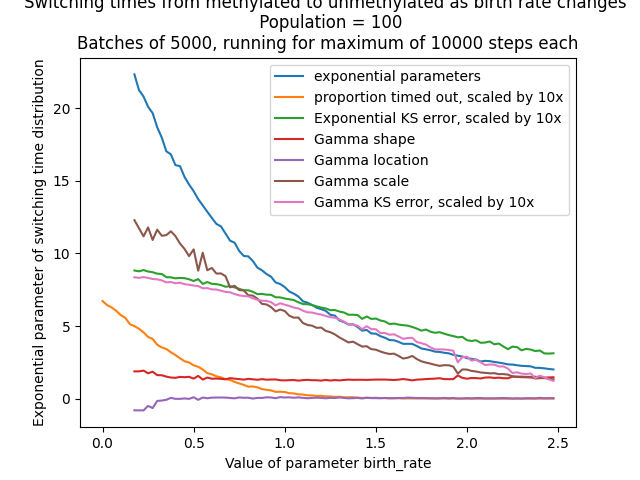 Switching times from methylated to unmethylated as birth rate changes
Population = 100
Batches of 5000, running for maximum of 10000 steps each
exponential parameters
proportion timed out, scaled by 10x
Exponential KS error, scaled by 10x
Gamma shape
Gamma location
Gamma scale
Gamma KS error, scaled by 10x
Exponential parameter of switching time distribution
20
15
10
5
0
0.0
0.5
1.0
1.5
2.0
2.5
Value of parameter birth_rate